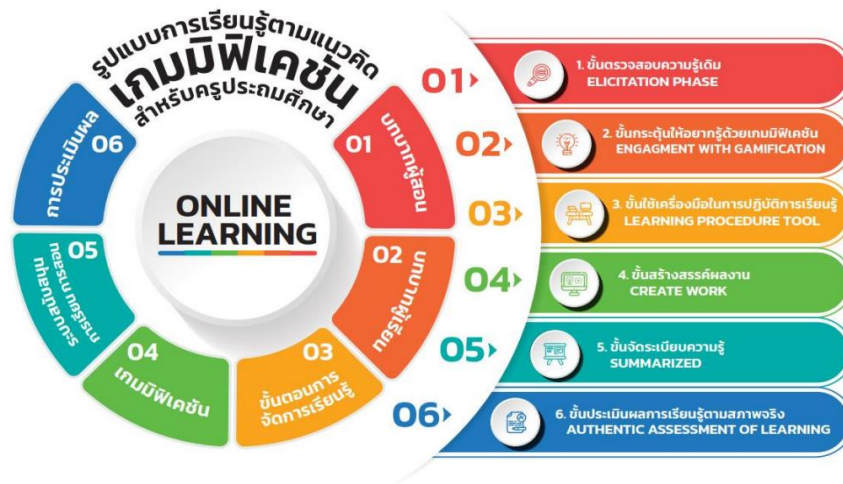 รูปแบบการเรียนรู้ตามแนวคิด
เกมมิฟิเคชัน
สำหรับครูประถมศึกษา
ONLINE
LEARNING
01
บทบาทผู้สอน
02
บทบาทผู้เรียน
03
ขั้นตอนการ
จัดการเรียนรู้
04
เกมมิฟิเคชัน
05
ระบบสนับสนุน
การเรียน การสอน
06
การประเมินผล
01
1. ขั้นตรวจสอบความรู้เดิม
ELICITATION PHASE
02
2. ขั้นกระตุ้นให้อยากรู้ด้วยเกมมิฟิเคชัน
ENGAGMENT WITH GAMIFICATION
03
3. ขั้นใช้เครื่องมือในการปฏิบัติการเรียนรู้
LEARNING PROCEDURE TOOL
04
4. ขั้นสร้างสรรค์ผลงาน
CREATE WORK
05
5. ขั้นจัดระเบียบความรู้
SUMMARIZED
06
6. ขั้นประเมินผลการเรียนรู้ตามสภาพจริง
AUTHENTIC ASSESSMENT OF LEARNING